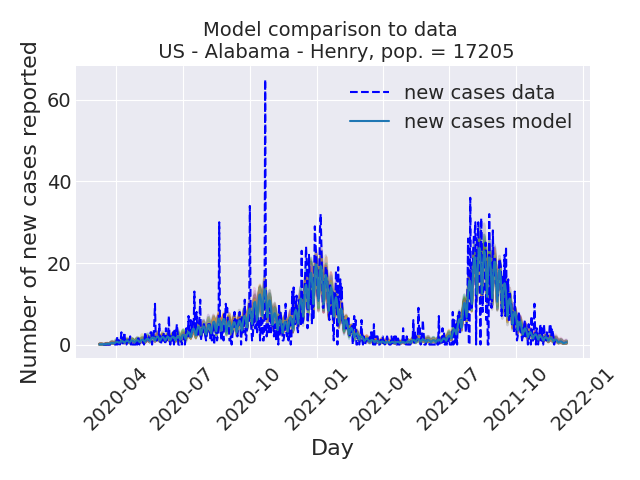 Model comparison to data
US - Alabama - Henry, pop. = 17205
Number of new cases reported
60
40
20
0
new cases data
new cases model
2020-04
2020-07
2020-10
2021-01
2021-04
2021-07
2021-10
2022-01
Day